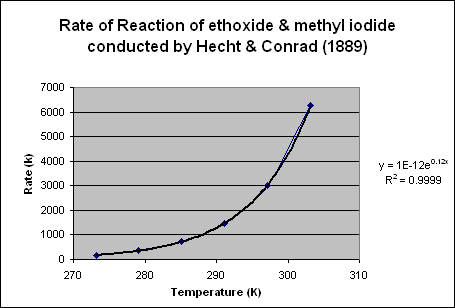 Rate of Reaction of ethoxide & methyl iodide
conducted by Hecht & Conrad (1889)
7000
6000
5000
4000
3000
2000
1000
0
Rate (k)
270
280
290
300
310
Temperature (K)
y = 1E-12e^0.12x
R² = 0.9999